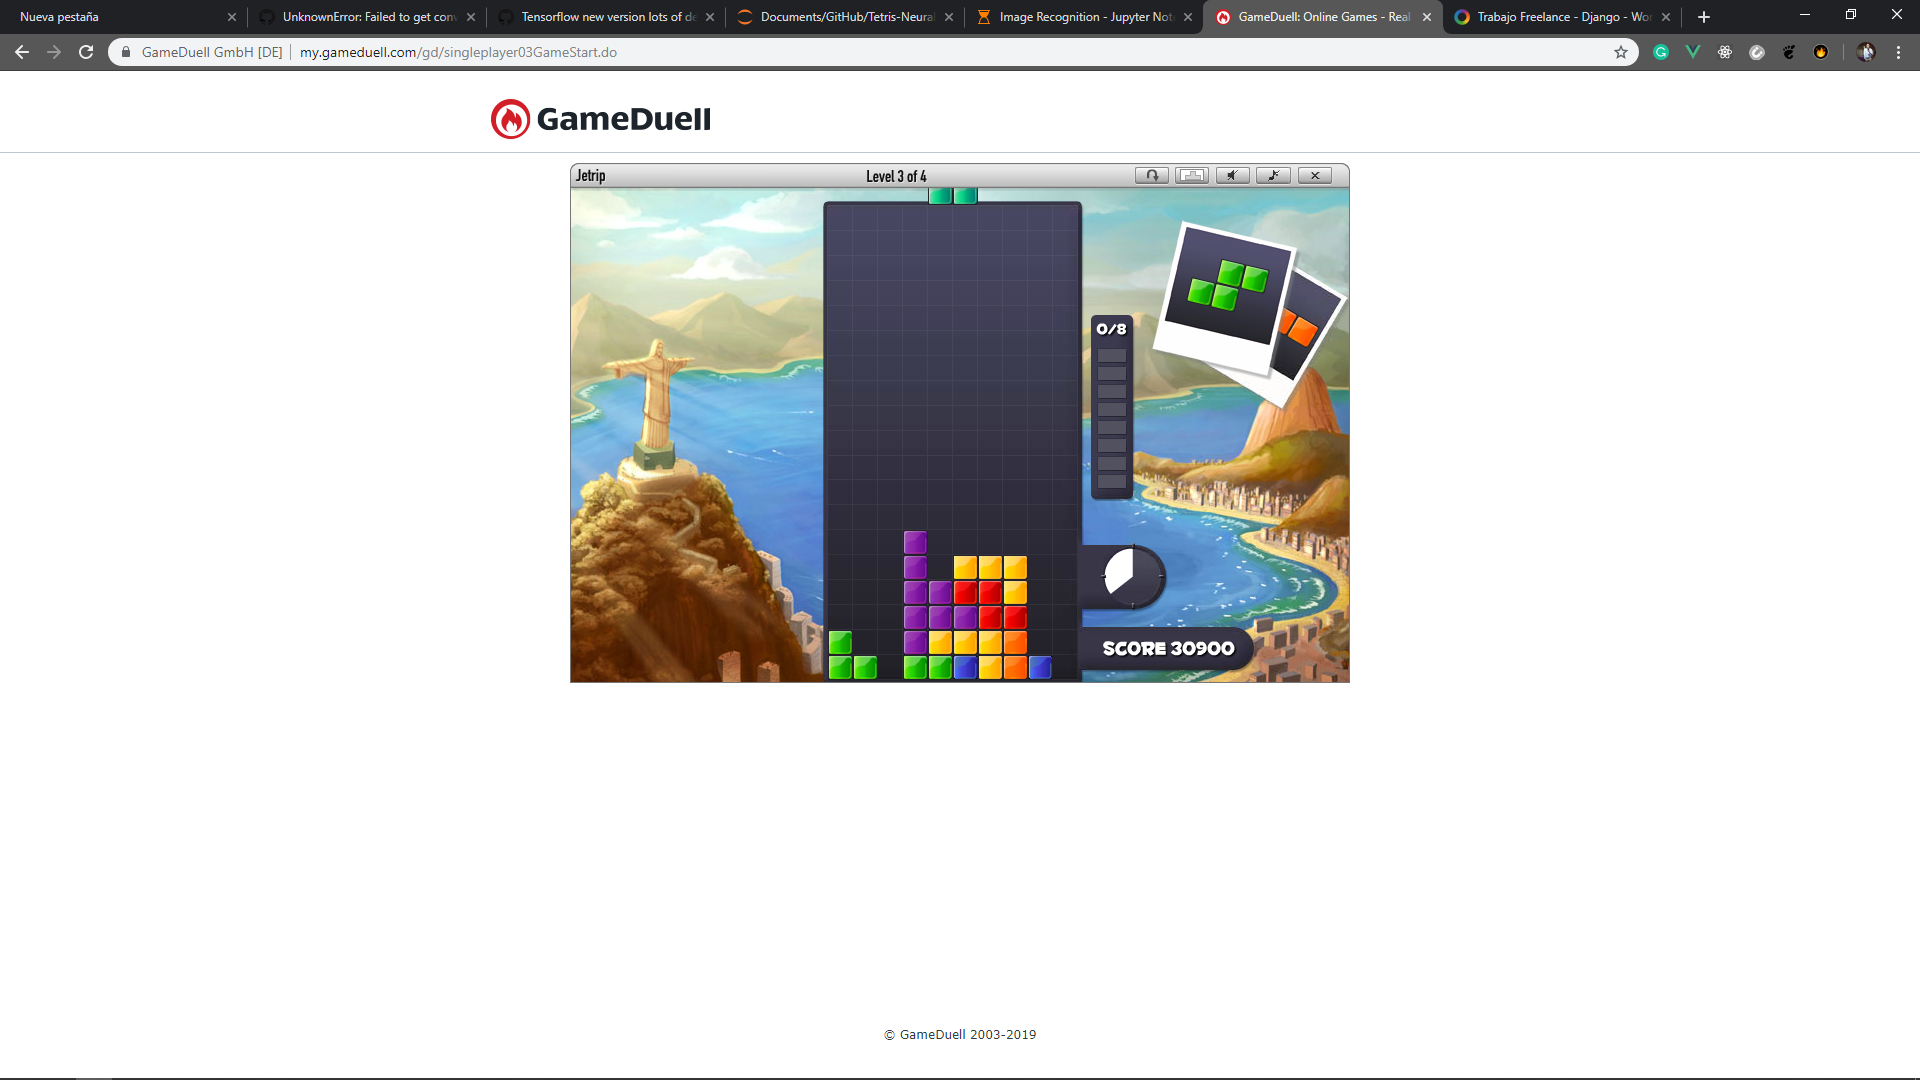 Nueva pestaña
UnknownError: Failed to get con
Tensorflow new version lots of de
Documents/GitHub/Tetris-Neural
Image Recognition - Jupyter Not
GameDuell: Online Games - Real
Trabajo Freelance - Django - Wo
GameDuell GmbH [DE] my.gameduell.com/gd/singleplayer03GameStart.do
GameDuell
Jetrip
Level 3 of 4
0/8
SCORE 30900
© GameDuell 2003-2019